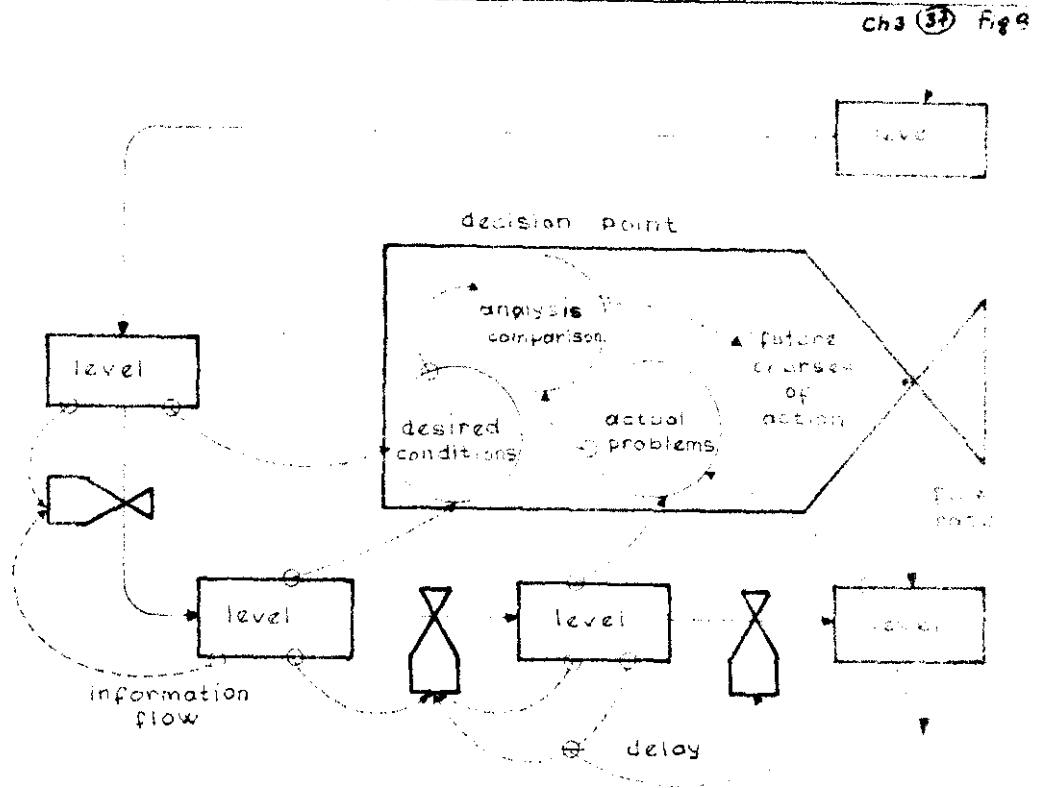 Ch3 37 Fig 9
level
decision point
analysis
comparison
level
future
courses
of
action
desired
conditions
actual
problems
level
level
level
information
flow
delay